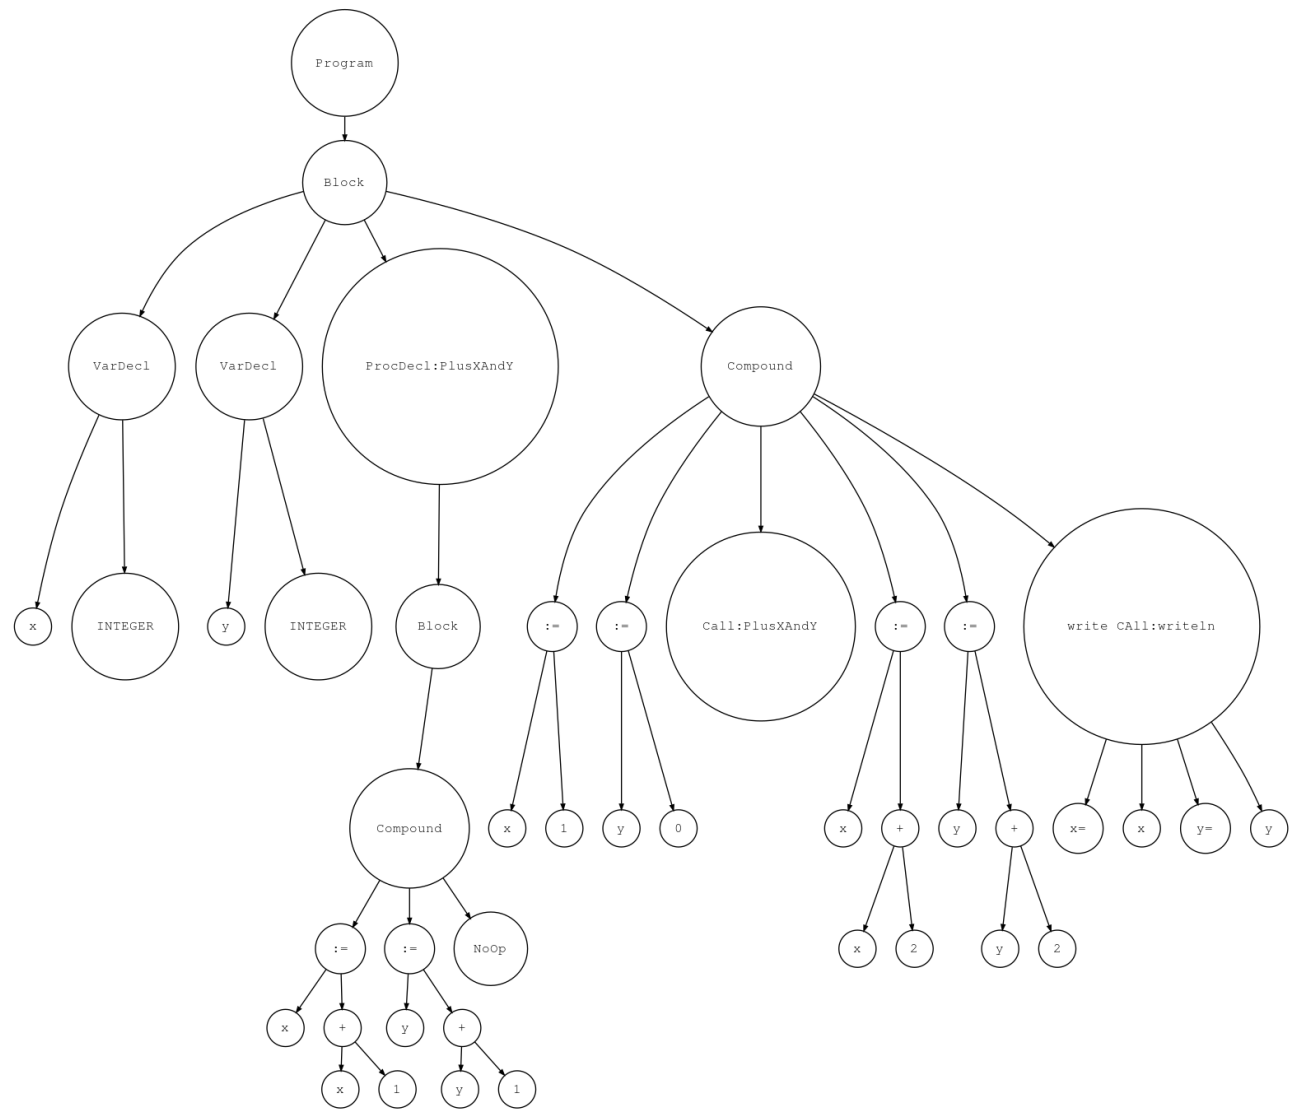 Program
Block
VarDecl
VarDecl
ProcDecl:PlusXAndY
Compound
x
INTEGER
y
INTEGER
Block
:=
:=
Call:PlusXAndY
:=
:=
write CAll:writeln
Compound
x
1
y
0
x
+
y
+
x=
x
y=
y
:=
:=
NoOp
x
2
y
2
x
+
y
+
x
1
y
1